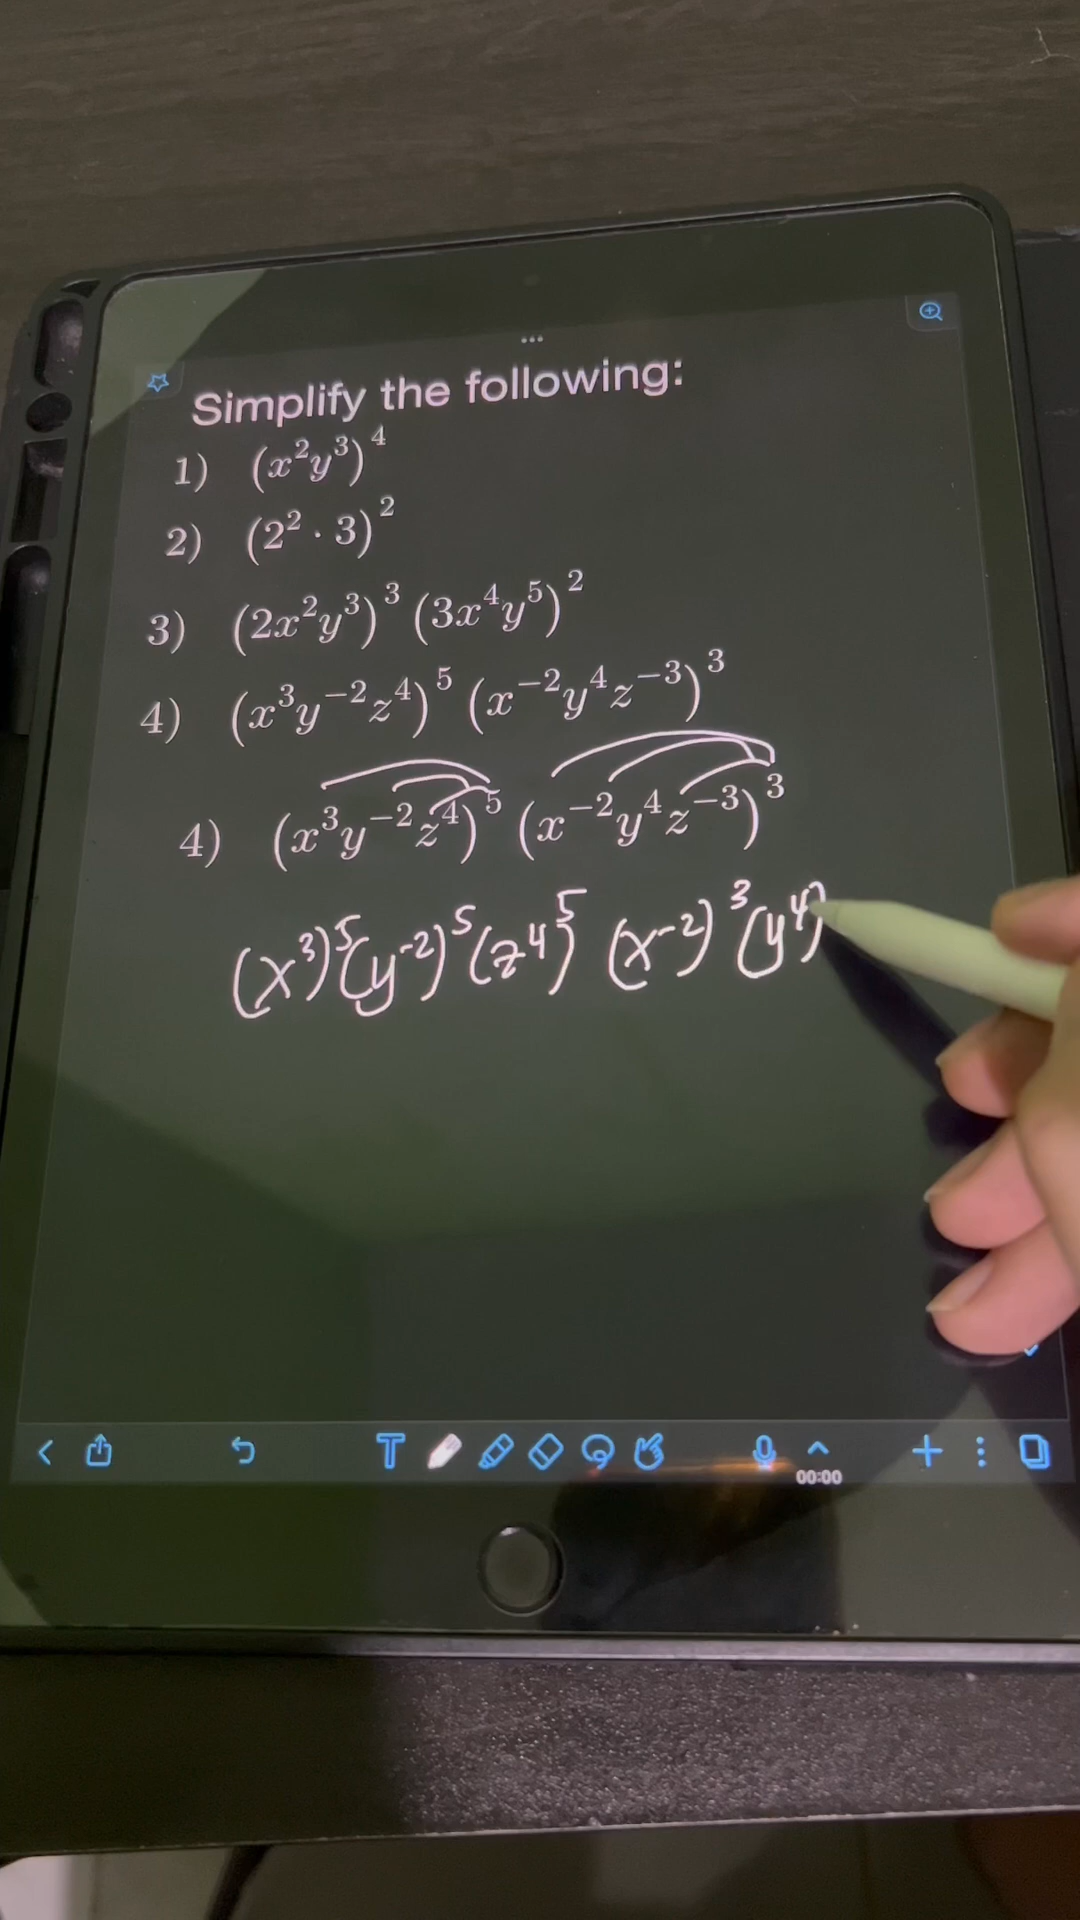 Simplify the following:
1) (x²y³)⁴
2) (2² · 3)²
3) (2x²y³)³ (3x⁴y⁵)²
4) (x³y⁻²z⁴)⁵ (x⁻²y⁴z⁻³)³
4) (x³y⁻²z⁴)⁵ (x⁻²y⁴z⁻³)³
(x³)⁵(y⁻²)⁵(z⁴)⁵ (x⁻²)³(y⁴)
T
00:00